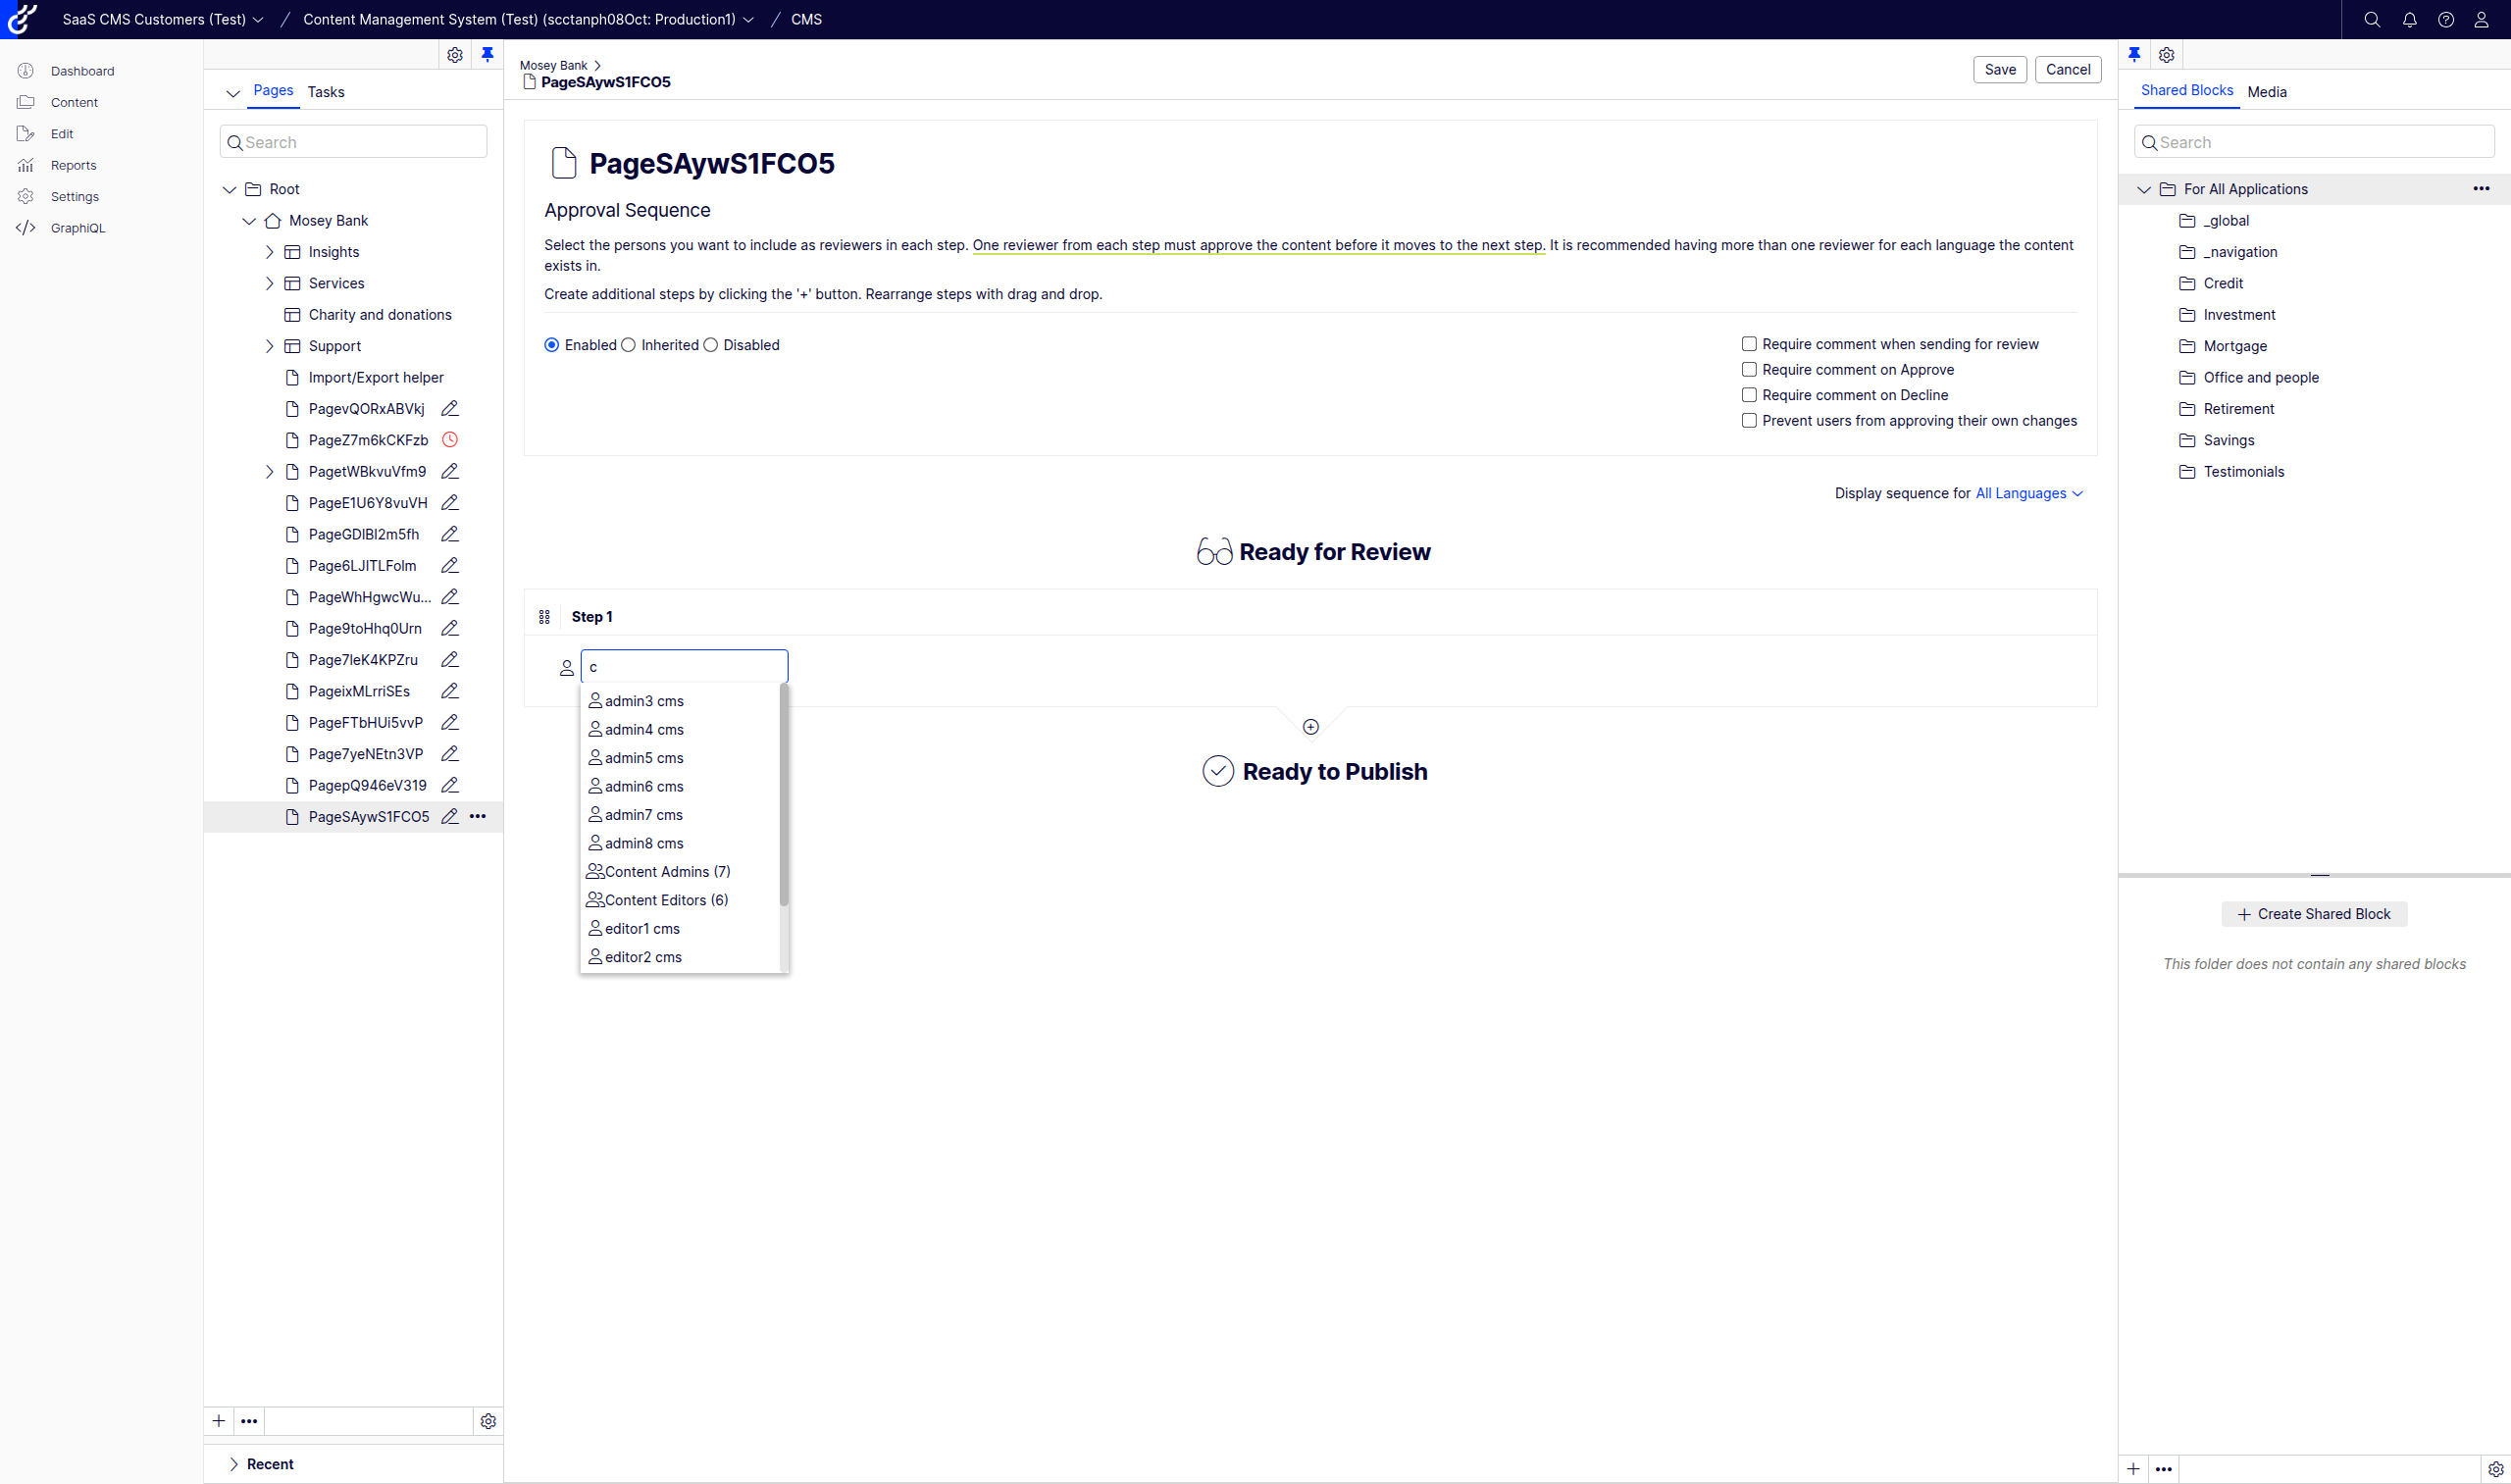 SaaS CMS Customers (Test) / Content Management System (Test) (scctanph08Oct: Production1) / CMS
Dashboard
Content
Edit
Reports
Settings
GraphiQL
Pages Tasks
Search
Root
Mosey Bank
Insights
Services
Charity and donations
Support
Import/Export helper
PagevQORxABVkj
PageZ7m6kCKFzb
PagetWBkvuVfm9
PageE1U6Y8vuVH
PageGDIBI2m5fh
Page6LJITLFolm
PageWhHgwcWu...
Page9toHhq0Urn
Page7leK4KPZru
PageixMLrriSEs
PageFTbHUi5vvP
Page7yeNEtn3VP
PagepQ946eV319
PageSAywS1FCO5
Recent
Mosey Bank
PageSAywS1FCO5
Save Cancel
PageSAywS1FCO5
Approval Sequence
Select the persons you want to include as reviewers in each step. One reviewer from each step must approve the content before it moves to the next step. It is recommended having more than one reviewer for each language the content
exists in.
Create additional steps by clicking the '+' button. Rearrange steps with drag and drop.
Enabled Inherited Disabled
Require comment when sending for review
Require comment on Approve
Require comment on Decline
Prevent users from approving their own changes
Display sequence for All Languages
Ready for Review
Step 1
c
admin3 cms
admin4 cms
admin5 cms
admin6 cms
admin7 cms
admin8 cms
Content Admins (7)
Content Editors (6)
editor1 cms
editor2 cms
Ready to Publish
Shared Blocks Media
Search
For All Applications
_global
_navigation
Credit
Investment
Mortgage
Office and people
Retirement
Savings
Testimonials
Create Shared Block
This folder does not contain any shared blocks